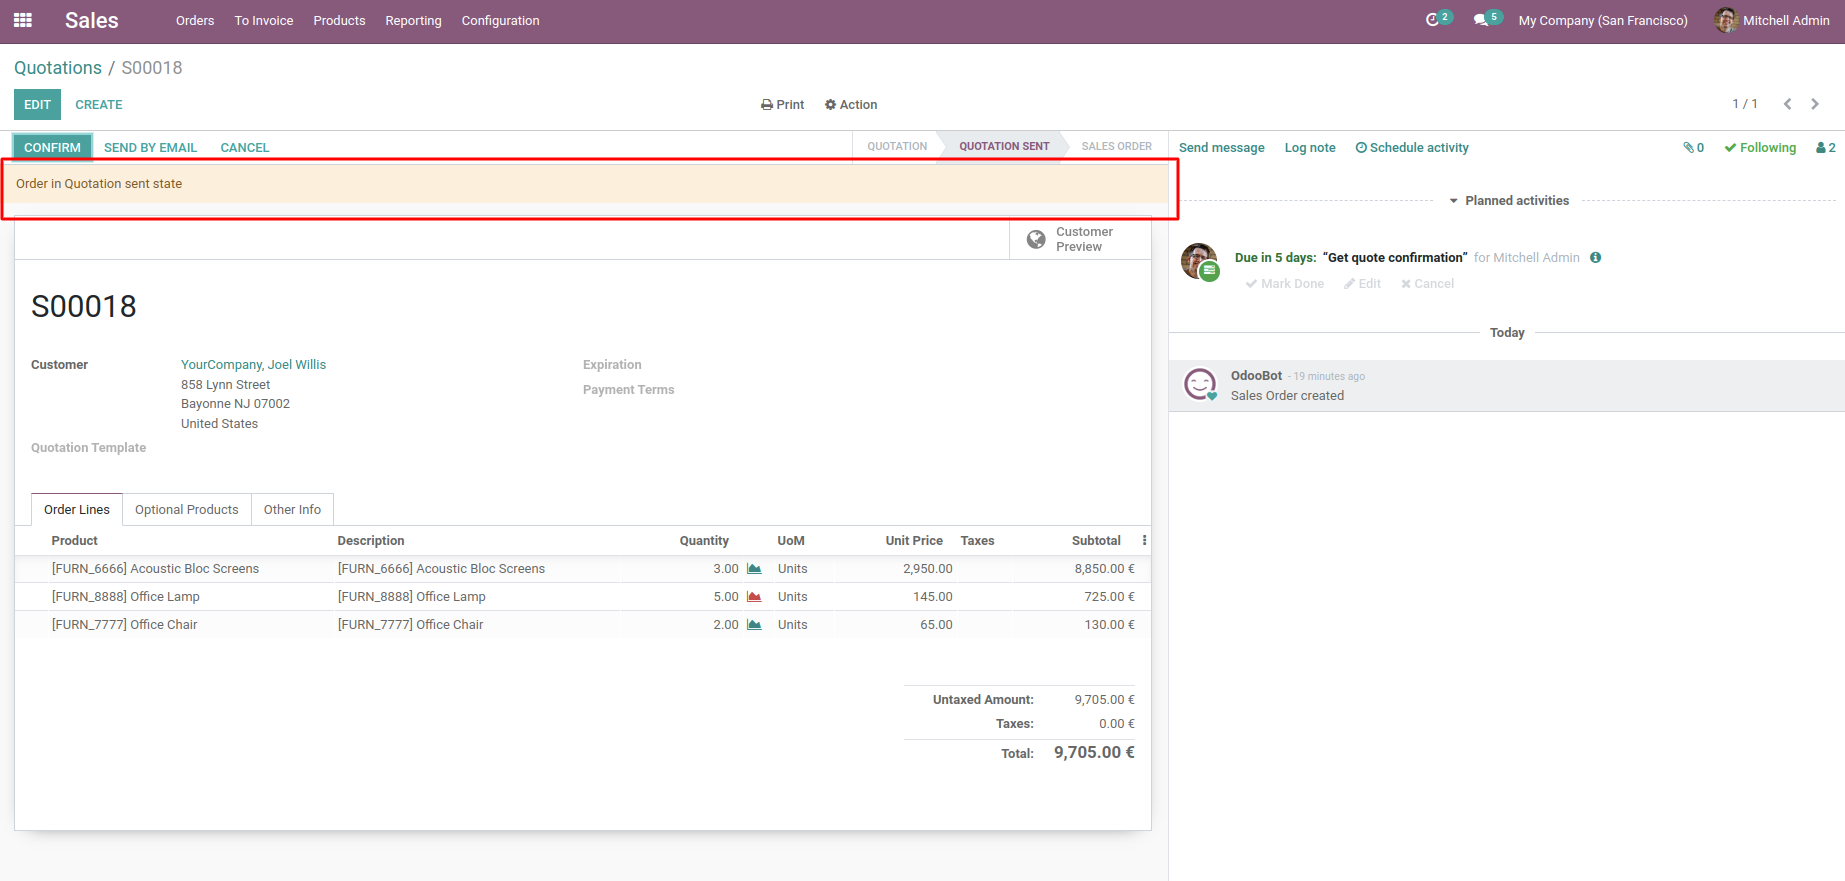 Sales Orders To Invoice Products Reporting Configuration 2 5 My Company (San Francisco) Mitchell Admin
Quotations / S00018
EDIT CREATE Print Action 1 / 1
CONFIRM SEND BY EMAIL CANCEL QUOTATION QUOTATION SENT SALES ORDER
Order in Quotation sent state
Customer
Preview
S00018
Customer YourCompany, Joel Willis Expiration
858 Lynn Street Payment Terms
Bayonne NJ 07002
United States
Quotation Template
Order Lines Optional Products Other Info
Product Description Quantity UoM Unit Price Taxes Subtotal
[FURN_6666] Acoustic Bloc Screens [FURN_6666] Acoustic Bloc Screens 3.00 Units 2,950.00 8,850.00 €
[FURN_8888] Office Lamp [FURN_8888] Office Lamp 5.00 Units 145.00 725.00 €
[FURN_7777] Office Chair [FURN_7777] Office Chair 2.00 Units 65.00 130.00 €
Untaxed Amount: 9,705.00 €
Taxes: 0.00 €
Total: 9,705.00 €
Send message Log note Schedule activity 0 Following 2
Planned activities
Due in 5 days: “Get quote confirmation” for Mitchell Admin
Mark Done Edit Cancel
Today
OdooBot - 19 minutes ago
Sales Order created